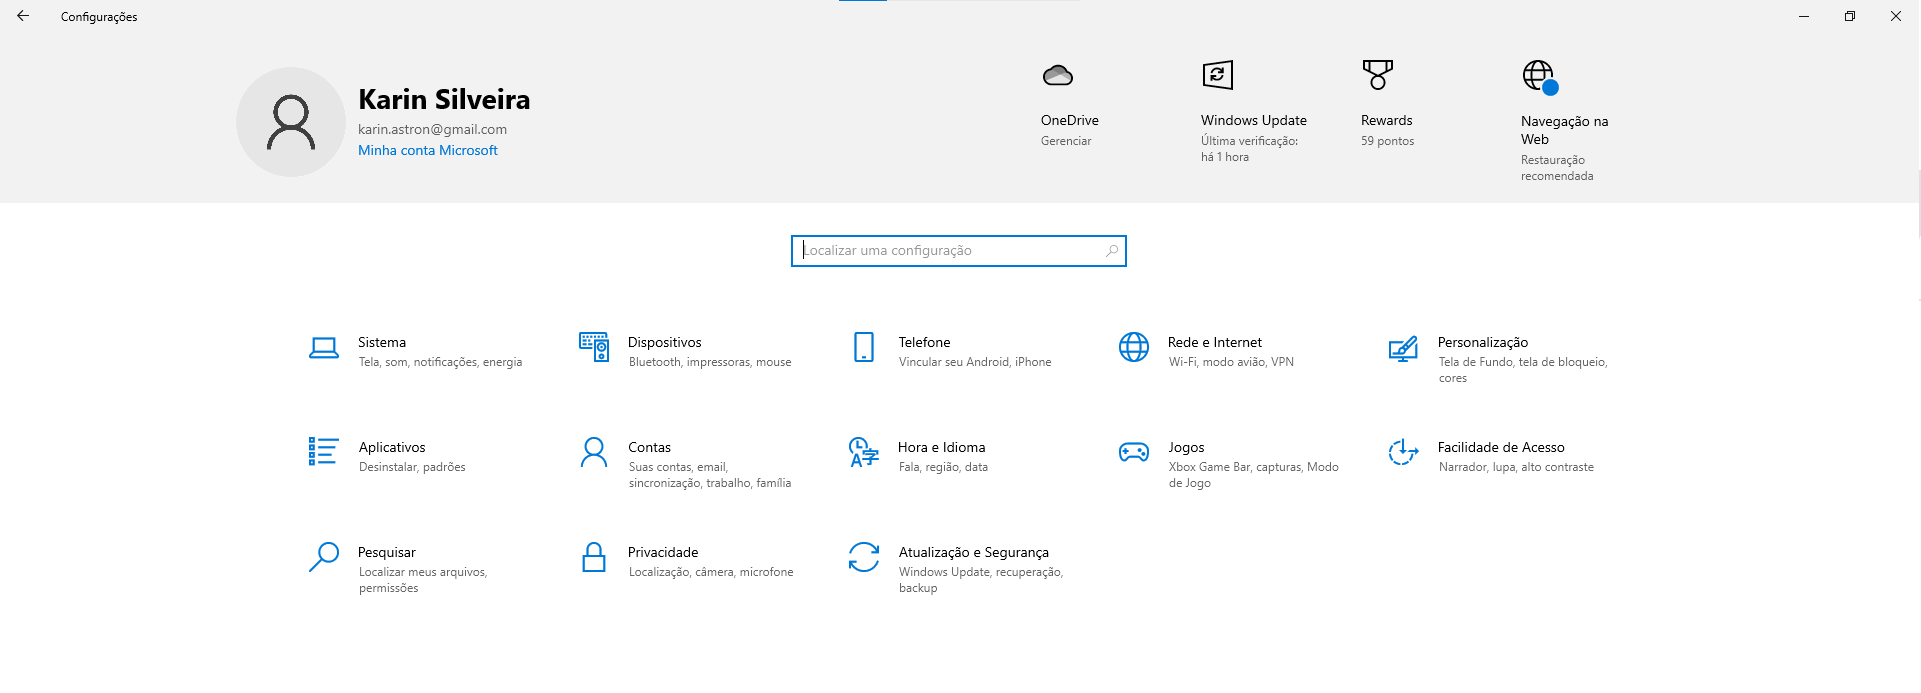 Configurações
Karin Silveira
karin.astron@gmail.com
Minha conta Microsoft
OneDrive
Gerenciar
Windows Update
Última verificação:
há 1 hora
Rewards
59 pontos
Navegação na
Web
Restauração
recomendada
Localizar uma configuração
Sistema
Tela, som, notificações, energia
Dispositivos
Bluetooth, impressoras, mouse
Telefone
Vincular seu Android, iPhone
Rede e Internet
Wi-Fi, modo avião, VPN
Personalização
Tela de Fundo, tela de bloqueio,
cores
Aplicativos
Desinstalar, padrões
Contas
Suas contas, email,
sincronização, trabalho, família
Hora e Idioma
Fala, região, data
Jogos
Xbox Game Bar, capturas, Modo
de Jogo
Facilidade de Acesso
Narrador, lupa, alto contraste
Pesquisar
Localizar meus arquivos,
permissões
Privacidade
Localização, câmera, microfone
Atualização e Segurança
Windows Update, recuperação,
backup